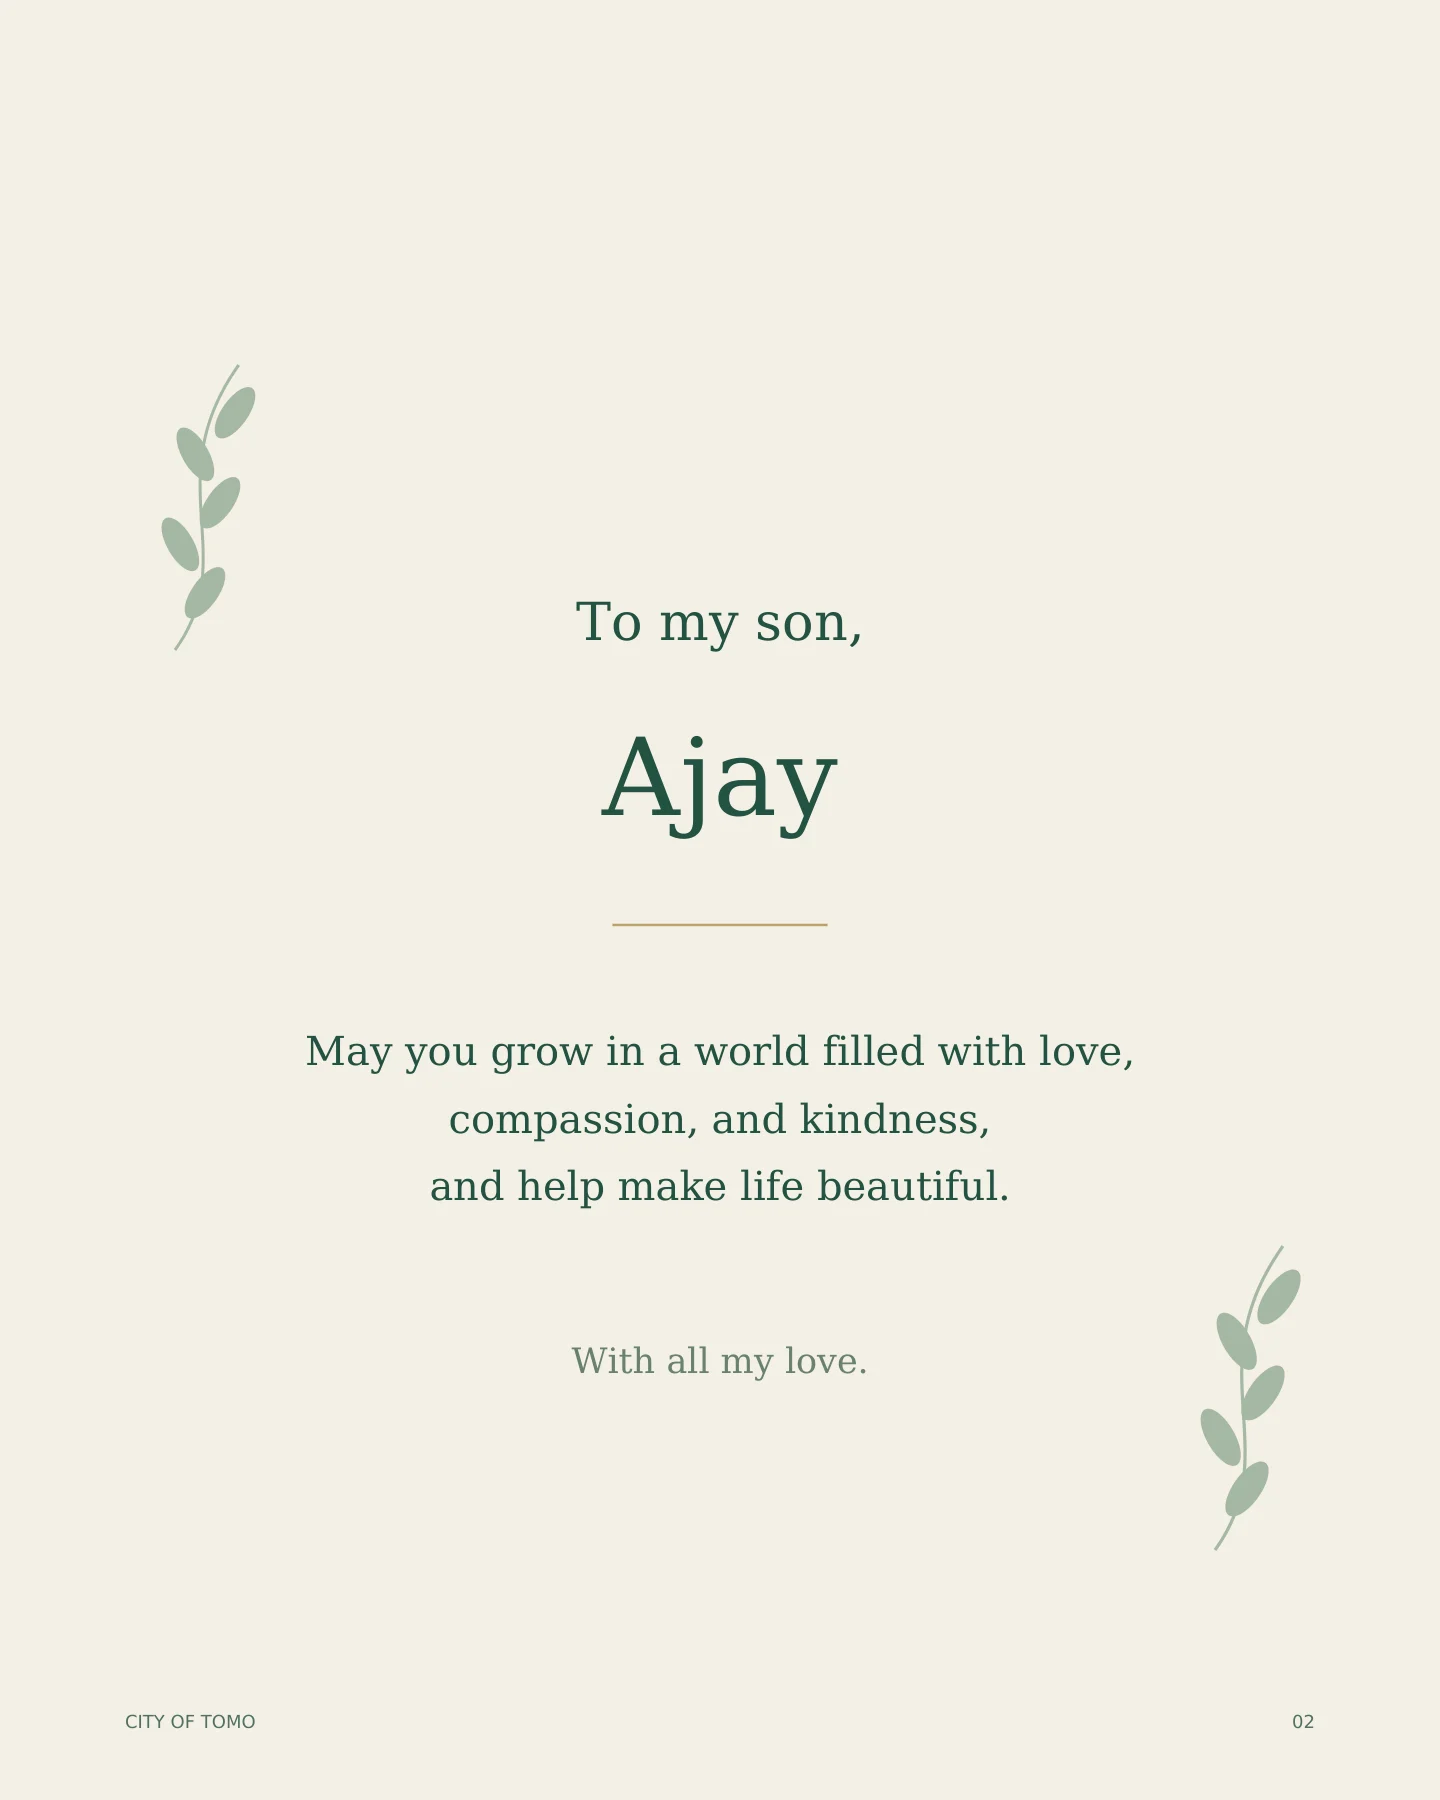 To my son,
Ajay
May you grow in a world filled with love,
compassion, and kindness,
and help make life beautiful.
With all my love.
CITY OF TOMO
02